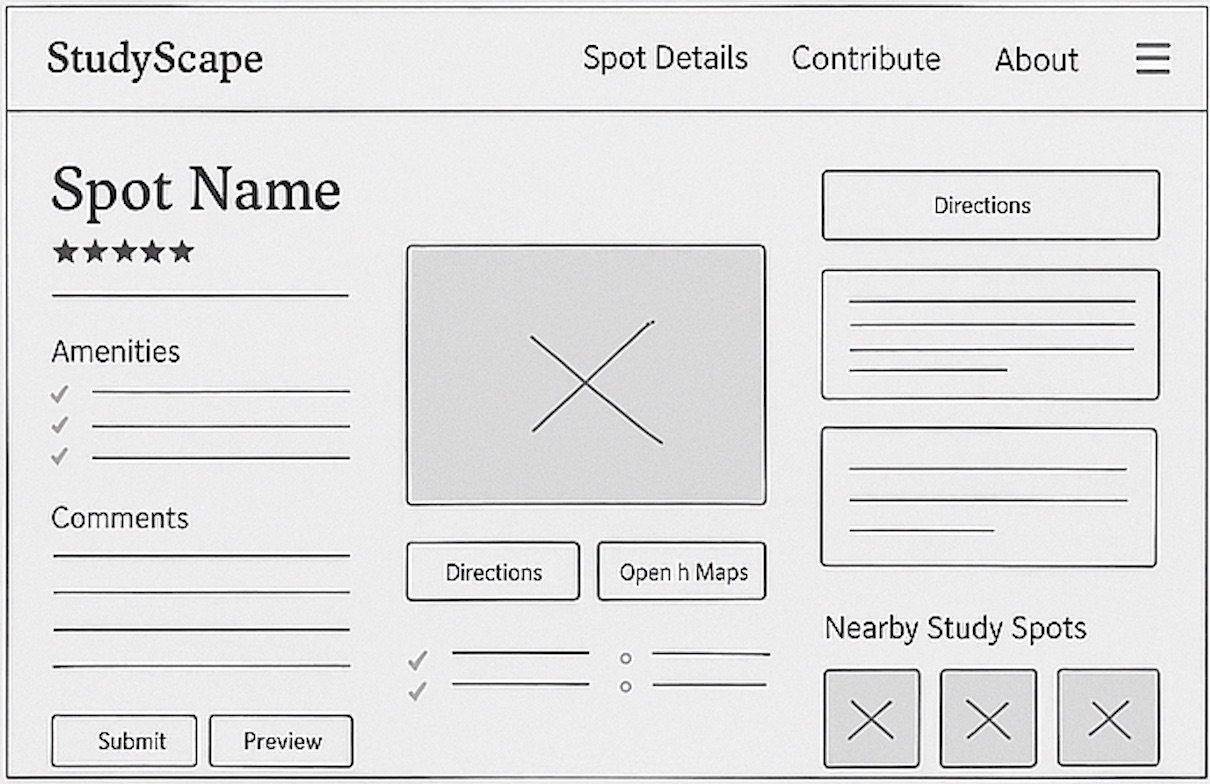 StudyScape
Spot Details Contribute About
Spot Name
Amenities
Comments
Submit Preview
Directions Open h Maps
Directions
Nearby Study Spots